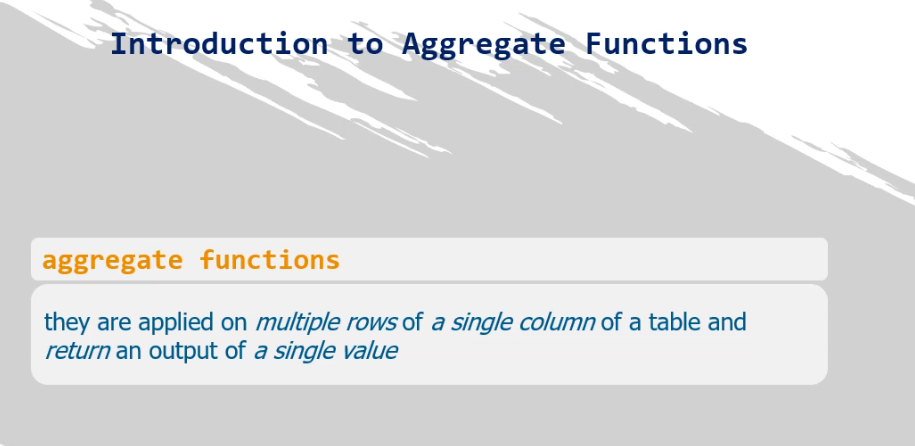 Introduction to Aggregate Functions
aggregate functions
they are applied on multiple rows of a single column of a table and
return an output of a single value